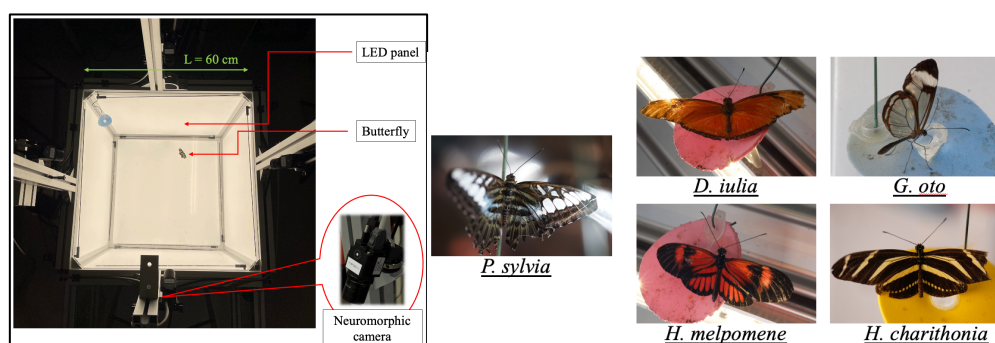 L = 60 cm
LED panel
Butterfly
Neuromorphic
camera
P. sylvia
D. iulia
G. oto
H. melpomene
H. charithonia